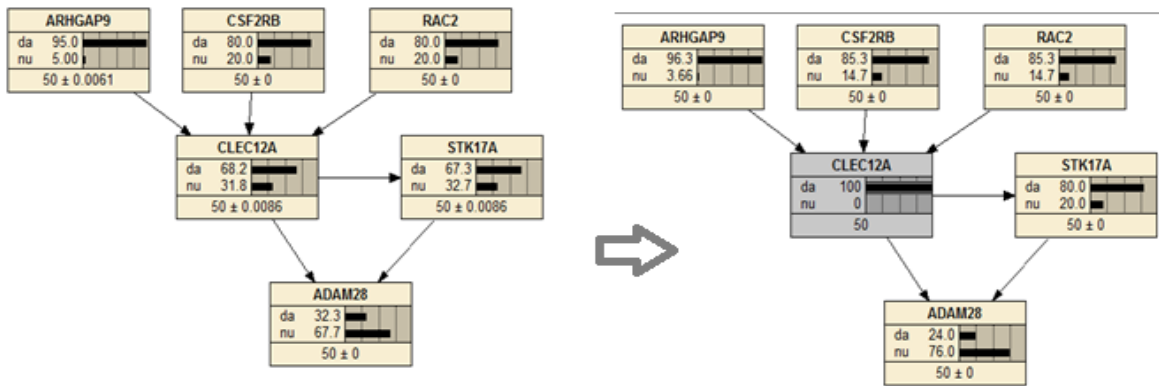 ARHGAP9
da 95.0
nu 5.00
50 ± 0.0061
CSF2RB
da 80.0
nu 20.0
50 ± 0
RAC2
da 80.0
nu 20.0
50 ± 0
CLEC12A
da 68.2
nu 31.8
50 ± 0.0086
STK17A
da 67.3
nu 32.7
50 ± 0.0086
ADAM28
da 32.3
nu 67.7
50 ± 0
ARHGAP9
da 96.3
nu 3.66
50 ± 0
CSF2RB
da 85.3
nu 14.7
50 ± 0
RAC2
da 85.3
nu 14.7
50 ± 0
CLEC12A
da 100
nu 0
50
STK17A
da 80.0
nu 20.0
50 ± 0
ADAM28
da 24.0
nu 76.0
50 ± 0